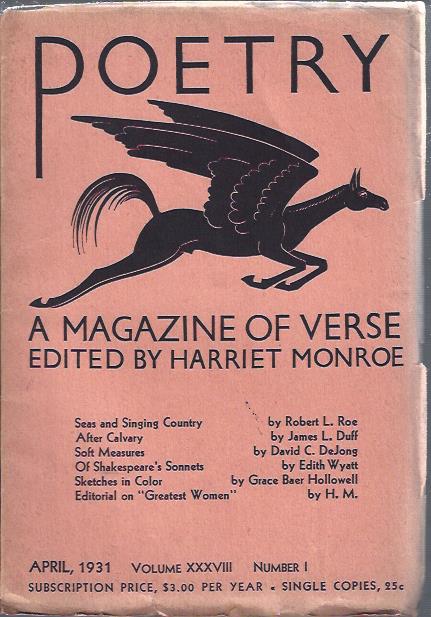 POETRY
A MAGAZINE OF VERSE
EDITED BY HARRIET MONROE
Seas and Singing Country by Robert L. Roe
After Calvary by James L. Duff
Soft Measures by David C. DeJong
Of Shakespeare's Sonnets by Edith Wyatt
Sketches in Color by Grace Baer Hollowell
Editorial on "Greatest Women" by H. M.
APRIL, 1931 VOLUME XXXVIII NUMBER I
SUBSCRIPTION PRICE, $3.00 PER YEAR • SINGLE COPIES, 25c